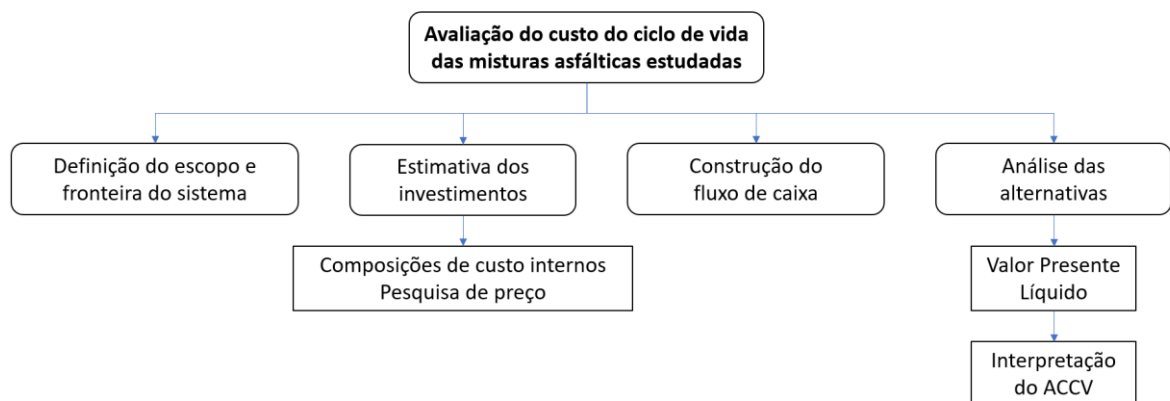 Avaliação do custo do ciclo de vida
das misturas asfálticas estudadas
Definição do escopo e
fronteira do sistema
Estimativa dos
investimentos
Construção do
fluxo de caixa
Análise das
alternativas
Composições de custo internos
Pesquisa de preço
Valor Presente
Líquido
Interpretação
do ACCV